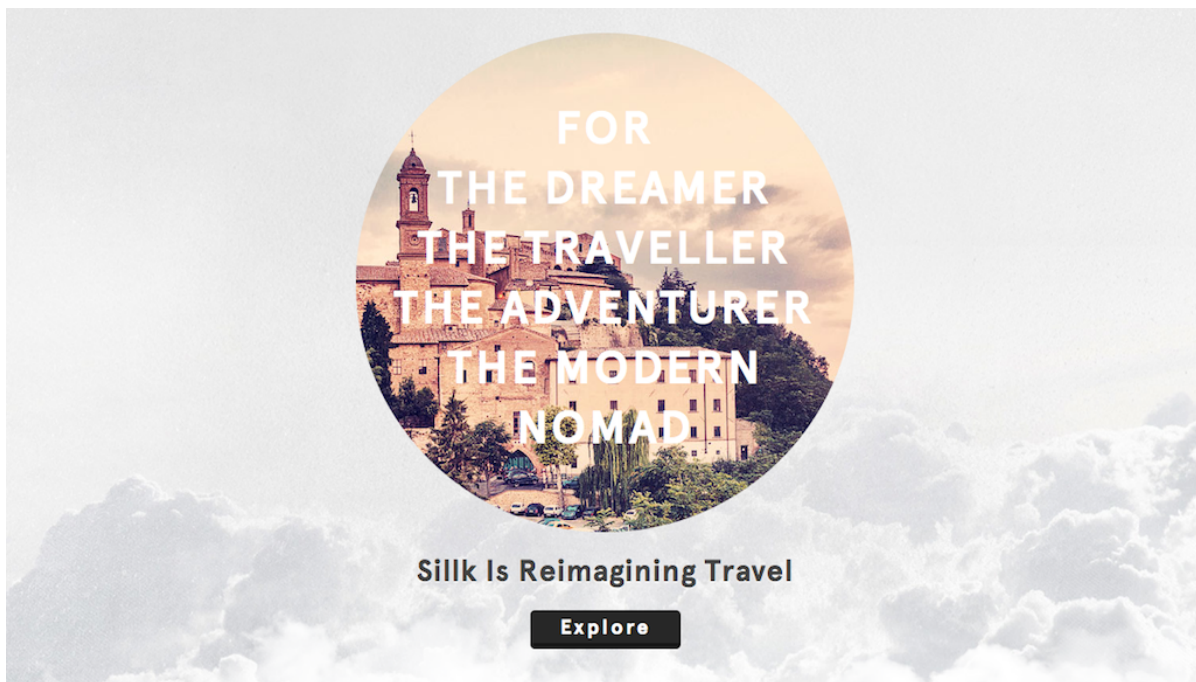 FOR
THE DREAMER
THE TRAVELLER
THE ADVENTURER
THE MODERN
NOMAD
Sillk Is Reimagining Travel
Explore